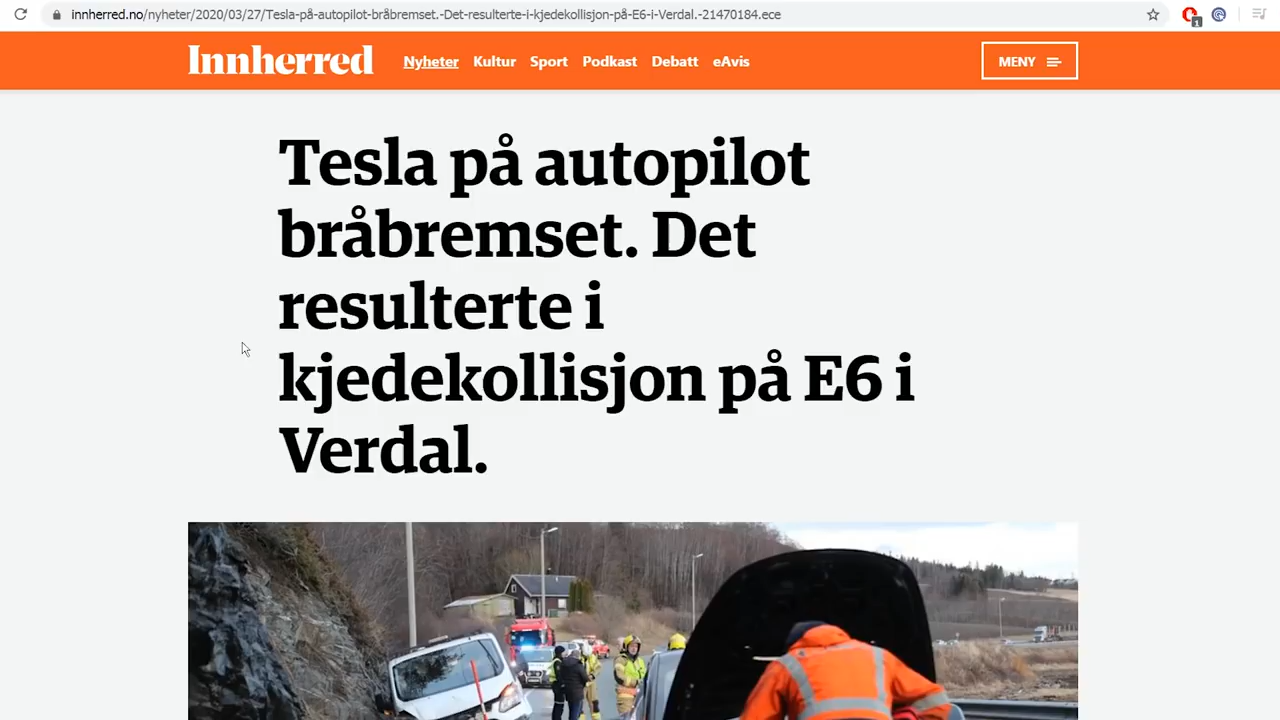 innherred.no/nyheter/2020/03/27/Tesla-på-autopilot-bråbremset.-Det-resulterte-i-kjedekollisjon-på-E6-i-Verdal.-21470184.ece
1
Innherred Nyheter Kultur Sport Podkast Debatt eAvis MENY
Tesla på autopilot
bråbremset. Det
resulterte i
kjedekollisjon på E6 i
Verdal.